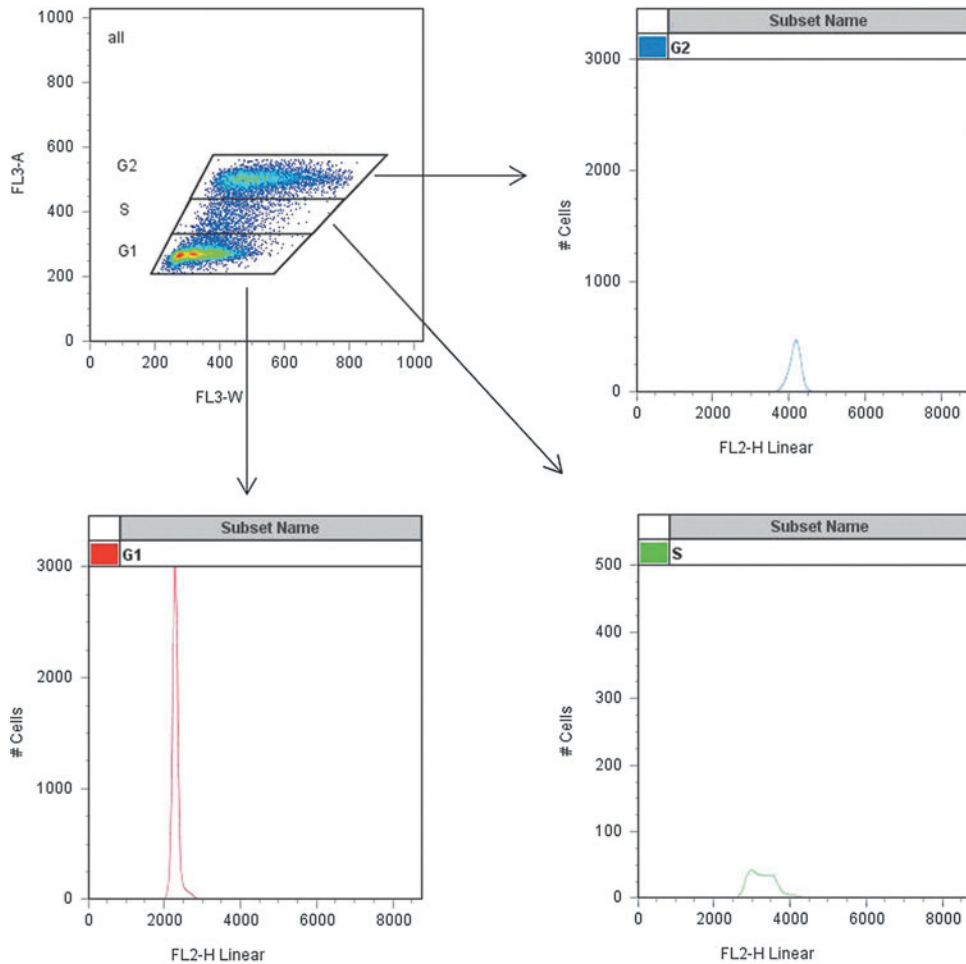 1000
all
800
FL3-A
600
G2
400
S
G1
200
0
0 200 400 600 800 1000
FL3-W
Subset Name
G2
3000
2000
# Cells
1000
0
0 2000 4000 6000 8000
FL2-H Linear
Subset Name
G1
3000
2000
# Cells
1000
0
0 2000 4000 6000 8000
FL2-H Linear
Subset Name
S
500
400
300
# Cells
200
100
0
0 2000 4000 6000 8000
FL2-H Linear